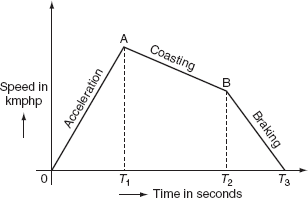 A
Coasting
B
Acceleration
Braking
Speed in
kmphp
0
T1
T2
T3
Time in seconds